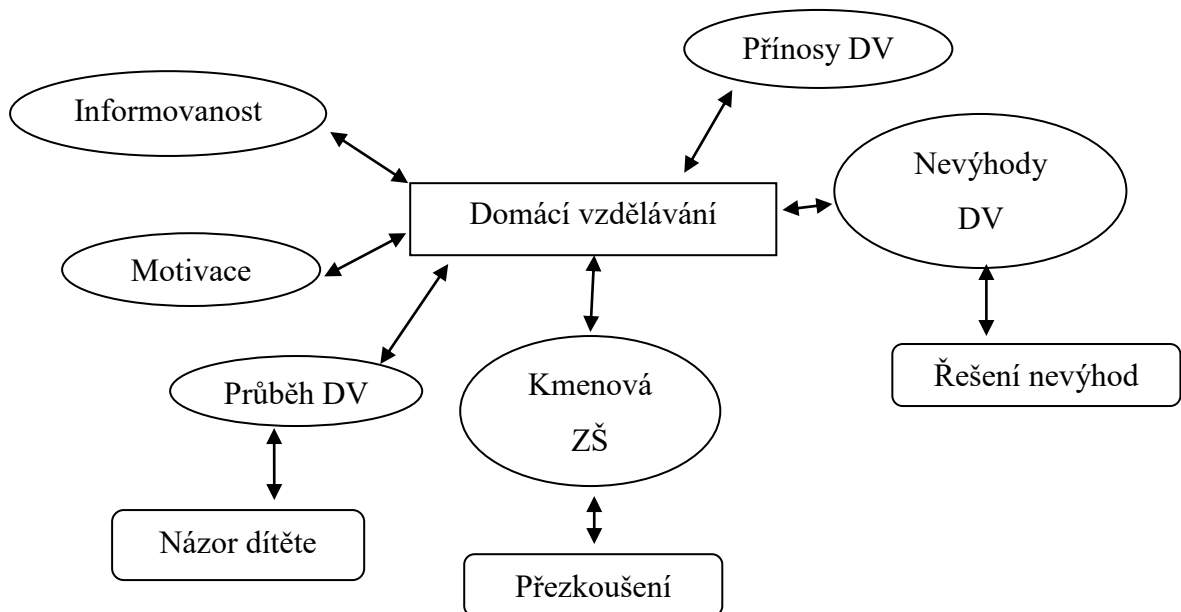 Přínosy DV
Informovanost
Nevýhody
DV
Domácí vzdělávání
Motivace
Průběh DV
Kmenová
ZŠ
Řešení nevýhod
Názor dítěte
Přezkoušení